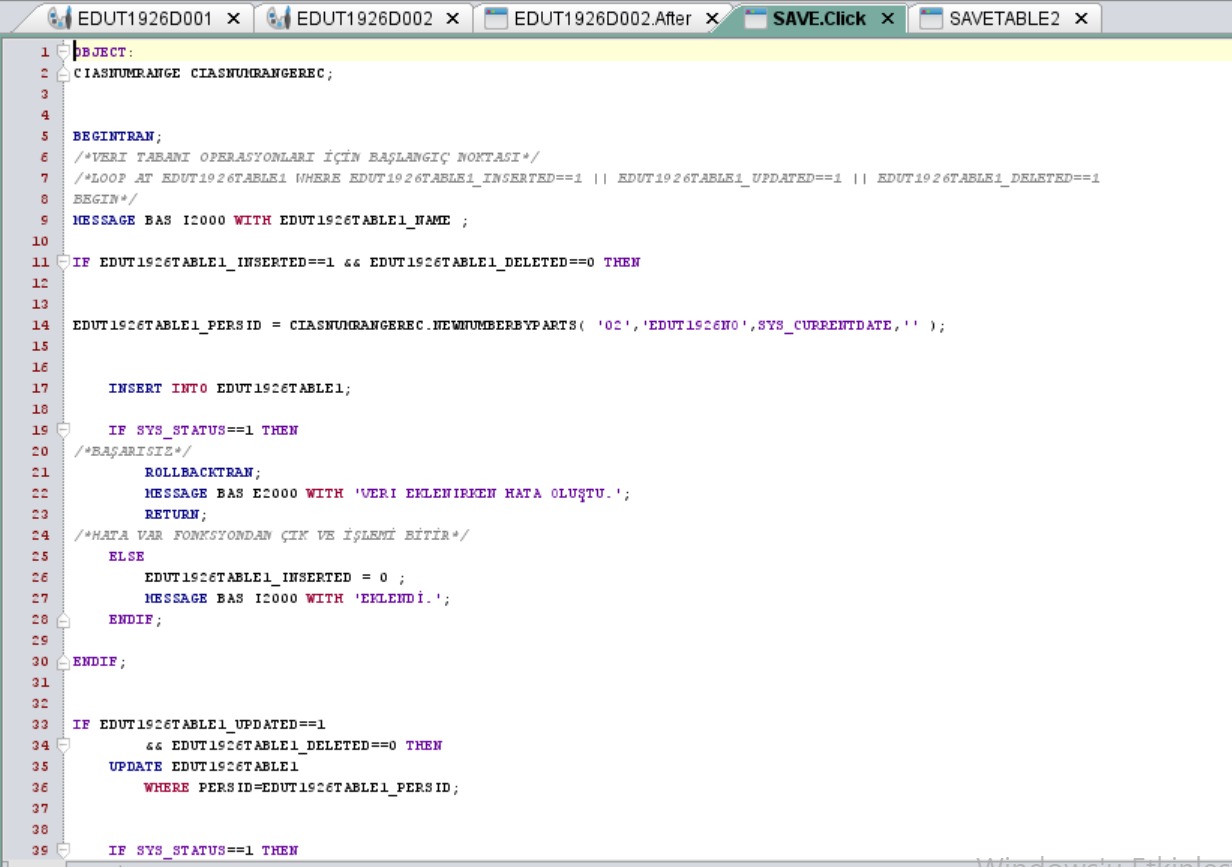 EDUT1926D001 EDUT1926D002 EDUT1926D002.After SAVE.Click SAVETABLE2
1 OBJECT:
2 CIASNUMRANGE CIASNUMRANGEREC;
3
4
5 BEGINTRAN;
6 /*VERI TABANI OPERASYONLARI İÇİN BAŞLANGIÇ NOKTASI*/
7 /*LOOP AT EDUT1926TABLE1 WHERE EDUT1926TABLE1_INSERTED==1 || EDUT1926TABLE1_UPDATED==1 || EDUT1926TABLE1_DELETED==1
8 BEGIN*/
9 MESSAGE BAS I2000 WITH EDUT1926TABLE1_NAME ;
10
11 IF EDUT1926TABLE1_INSERTED==1 && EDUT1926TABLE1_DELETED==0 THEN
12
13
14 EDUT1926TABLE1_PERSID = CIASNUMRANGEREC.NEWNUMBERBYPARTS( '02','EDUT1926NO',SYS_CURRENTDATE,'' );
15
16
17 INSERT INTO EDUT1926TABLE1;
18
19 IF SYS_STATUS==1 THEN
20 /*BAŞARISIZ*/
21 ROLLBACKTRAN;
22 MESSAGE BAS E2000 WITH 'VERI EKLENIRKEN HATA OLUŞTU.';
23 RETURN;
24 /*HATA VAR FONKSYONDAN ÇIK VE İŞLEMİ BİTİR*/
25 ELSE
26 EDUT1926TABLE1_INSERTED = 0 ;
27 MESSAGE BAS I2000 WITH 'EKLENDİ.';
28 ENDIF;
29
30 ENDIF;
31
32
33 IF EDUT1926TABLE1_UPDATED==1
34 && EDUT1926TABLE1_DELETED==0 THEN
35 UPDATE EDUT1926TABLE1
36 WHERE PERSID=EDUT1926TABLE1_PERSID;
37
38
39 IF SYS_STATUS==1 THEN